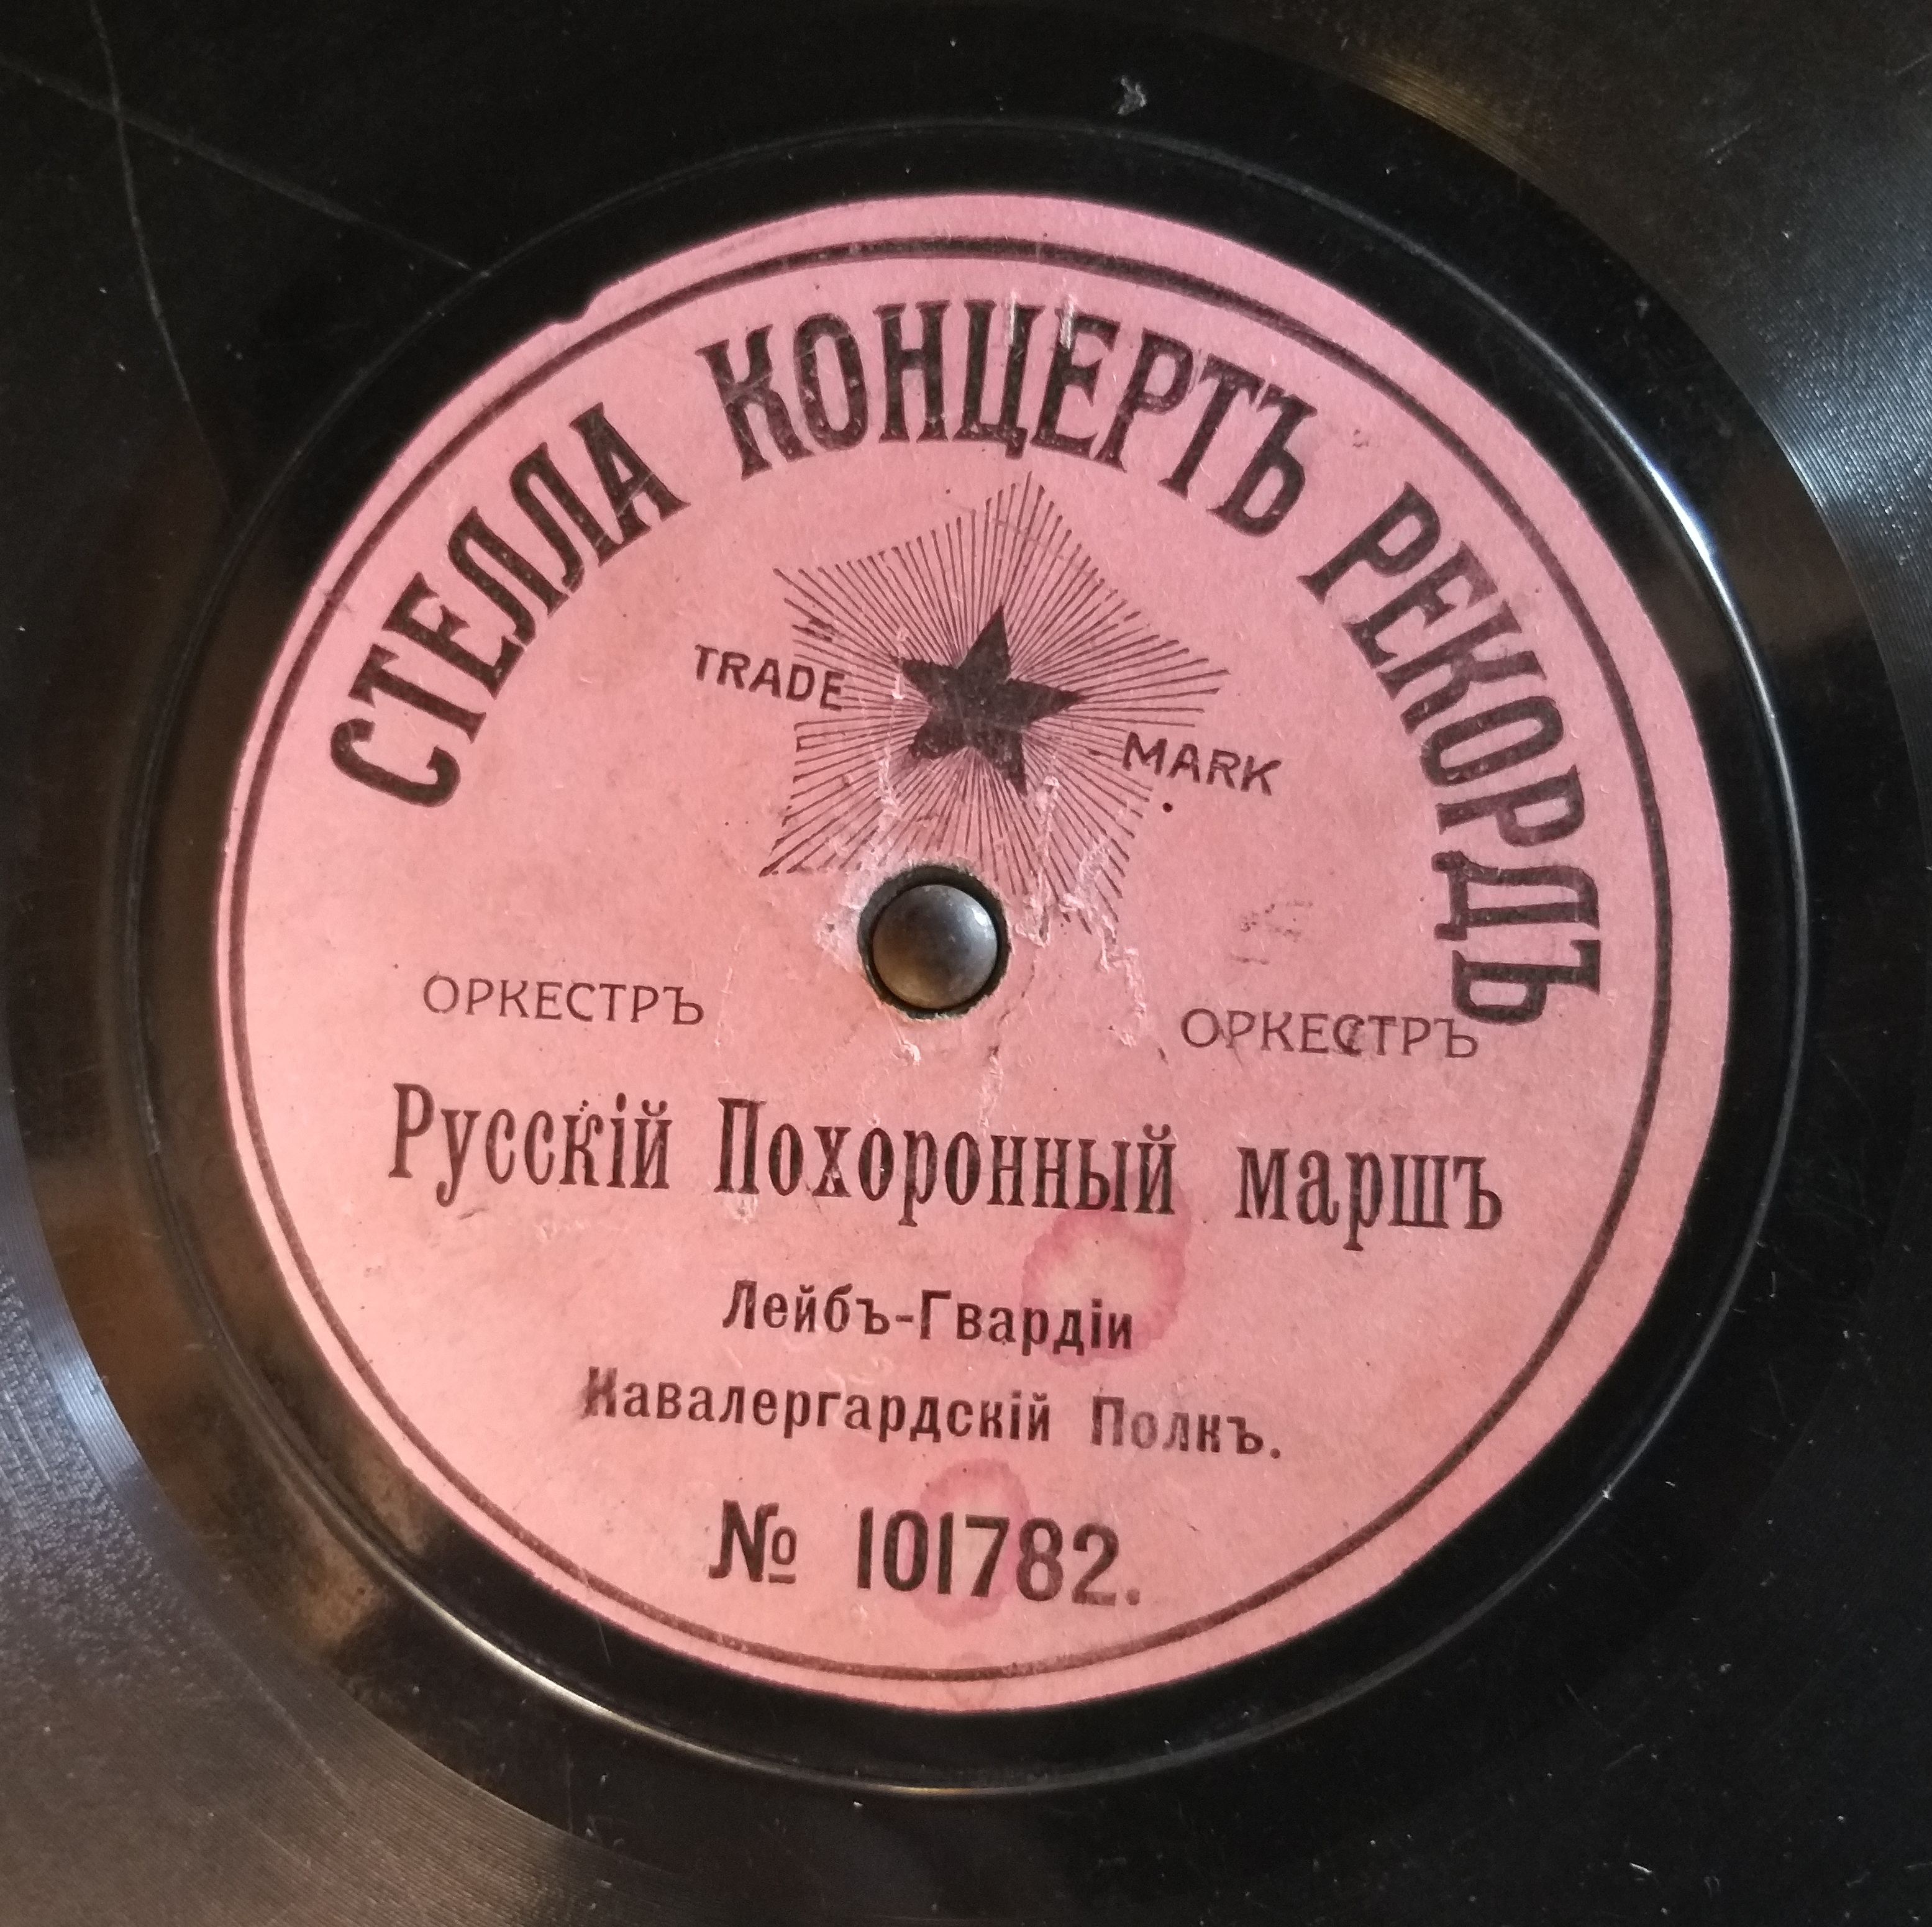 СТЕЛЛА КОНЦЕРТЪ РЕКОРДЪ
TRADE MARK
ОРКЕСТРЪ ОРКЕСТРЪ
Русскій Похоронный маршъ
Лейбъ-Гвардіи
Кавалергардскій Полкъ.
№ 101782.